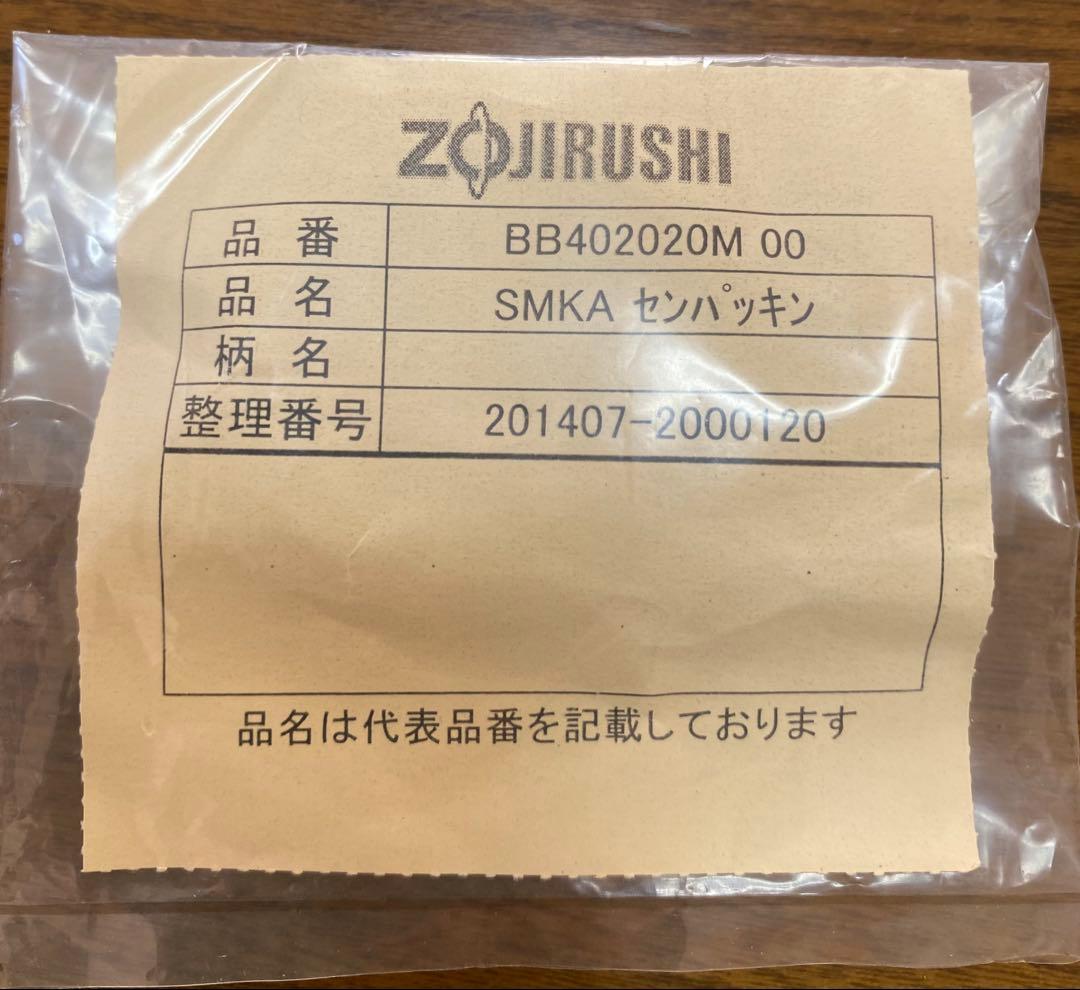 ZOJIRUSHI
品番 BB402020M 00
品名 SMKA センパッキン
柄名
整理番号 201407-2000120
品名は代表品番を記載しております